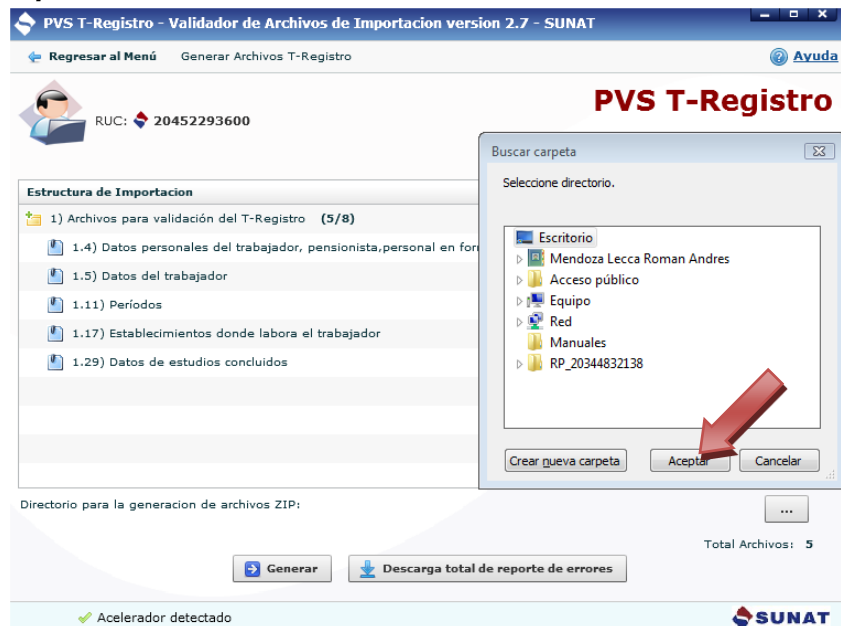 PVS T-Registro - Validador de Archivos de Importacion version 2.7 - SUNAT
Regresar al Menú Generar Archivos T-Registro Ayuda
PVS T-Registro
RUC: 20452293600
Buscar carpeta
Seleccione directorio.
Estructura de Importacion
1) Archivos para validación del T-Registro (5/8)
1.4) Datos personales del trabajador, pensionista,personal en for
1.5) Datos del trabajador
1.11) Períodos
1.17) Establecimientos donde labora el trabajador
1.29) Datos de estudios concluidos
Escritorio
Mendoza Lecca Roman Andres
Acceso público
Equipo
Red
Manuales
RP_20344832138
Crear nueva carpeta Aceptar Cancelar
Directorio para la generacion de archivos ZIP: ...
Total Archivos: 5
Generar Descarga total de reporte de errores
Acelerador detectado SUNAT